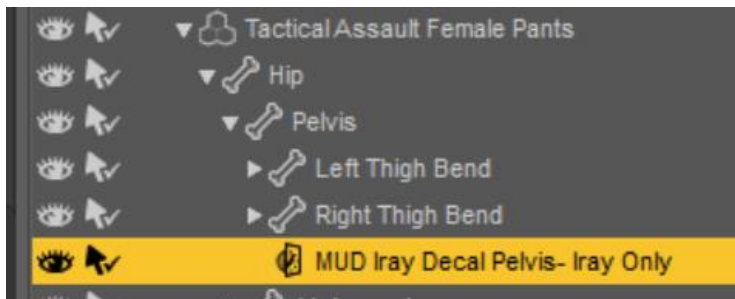 Tactical Assault Female Pants
Hip
Pelvis
Left Thigh Bend
Right Thigh Bend
MUD Iray Decal Pelvis- Iray Only